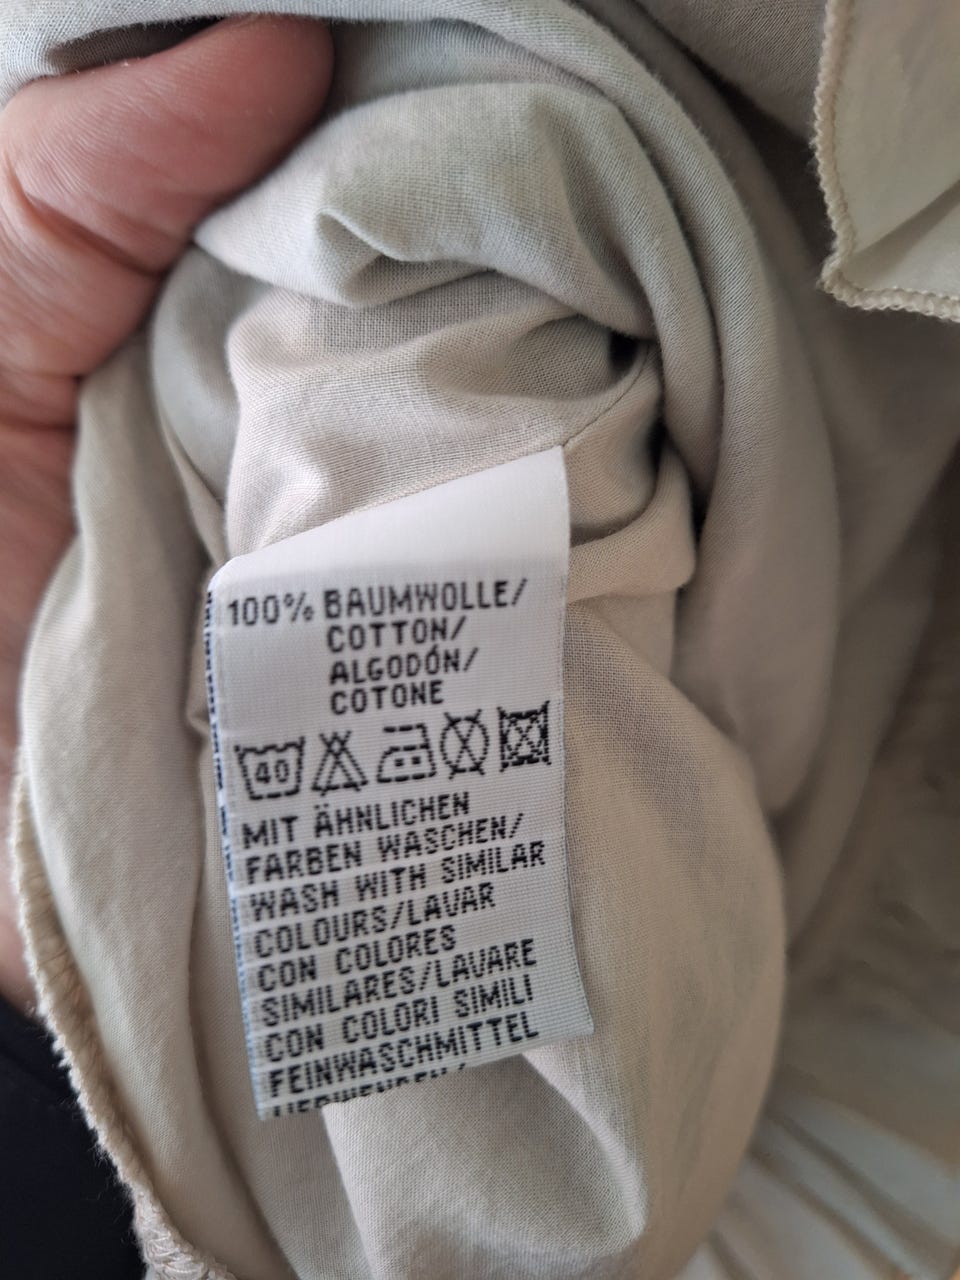 100% BAUMWOLLE/
COTTON/
ALGODÓN/
COTONE
40
MIT ÄHNLICHEN
FARBEN WASCHEN/
WASH WITH SIMILAR
COLOURS/LAVAR
CON COLORES
SIMILARES/LAVARE
CON COLORI SIMILI
FEINWASCHMITTEL